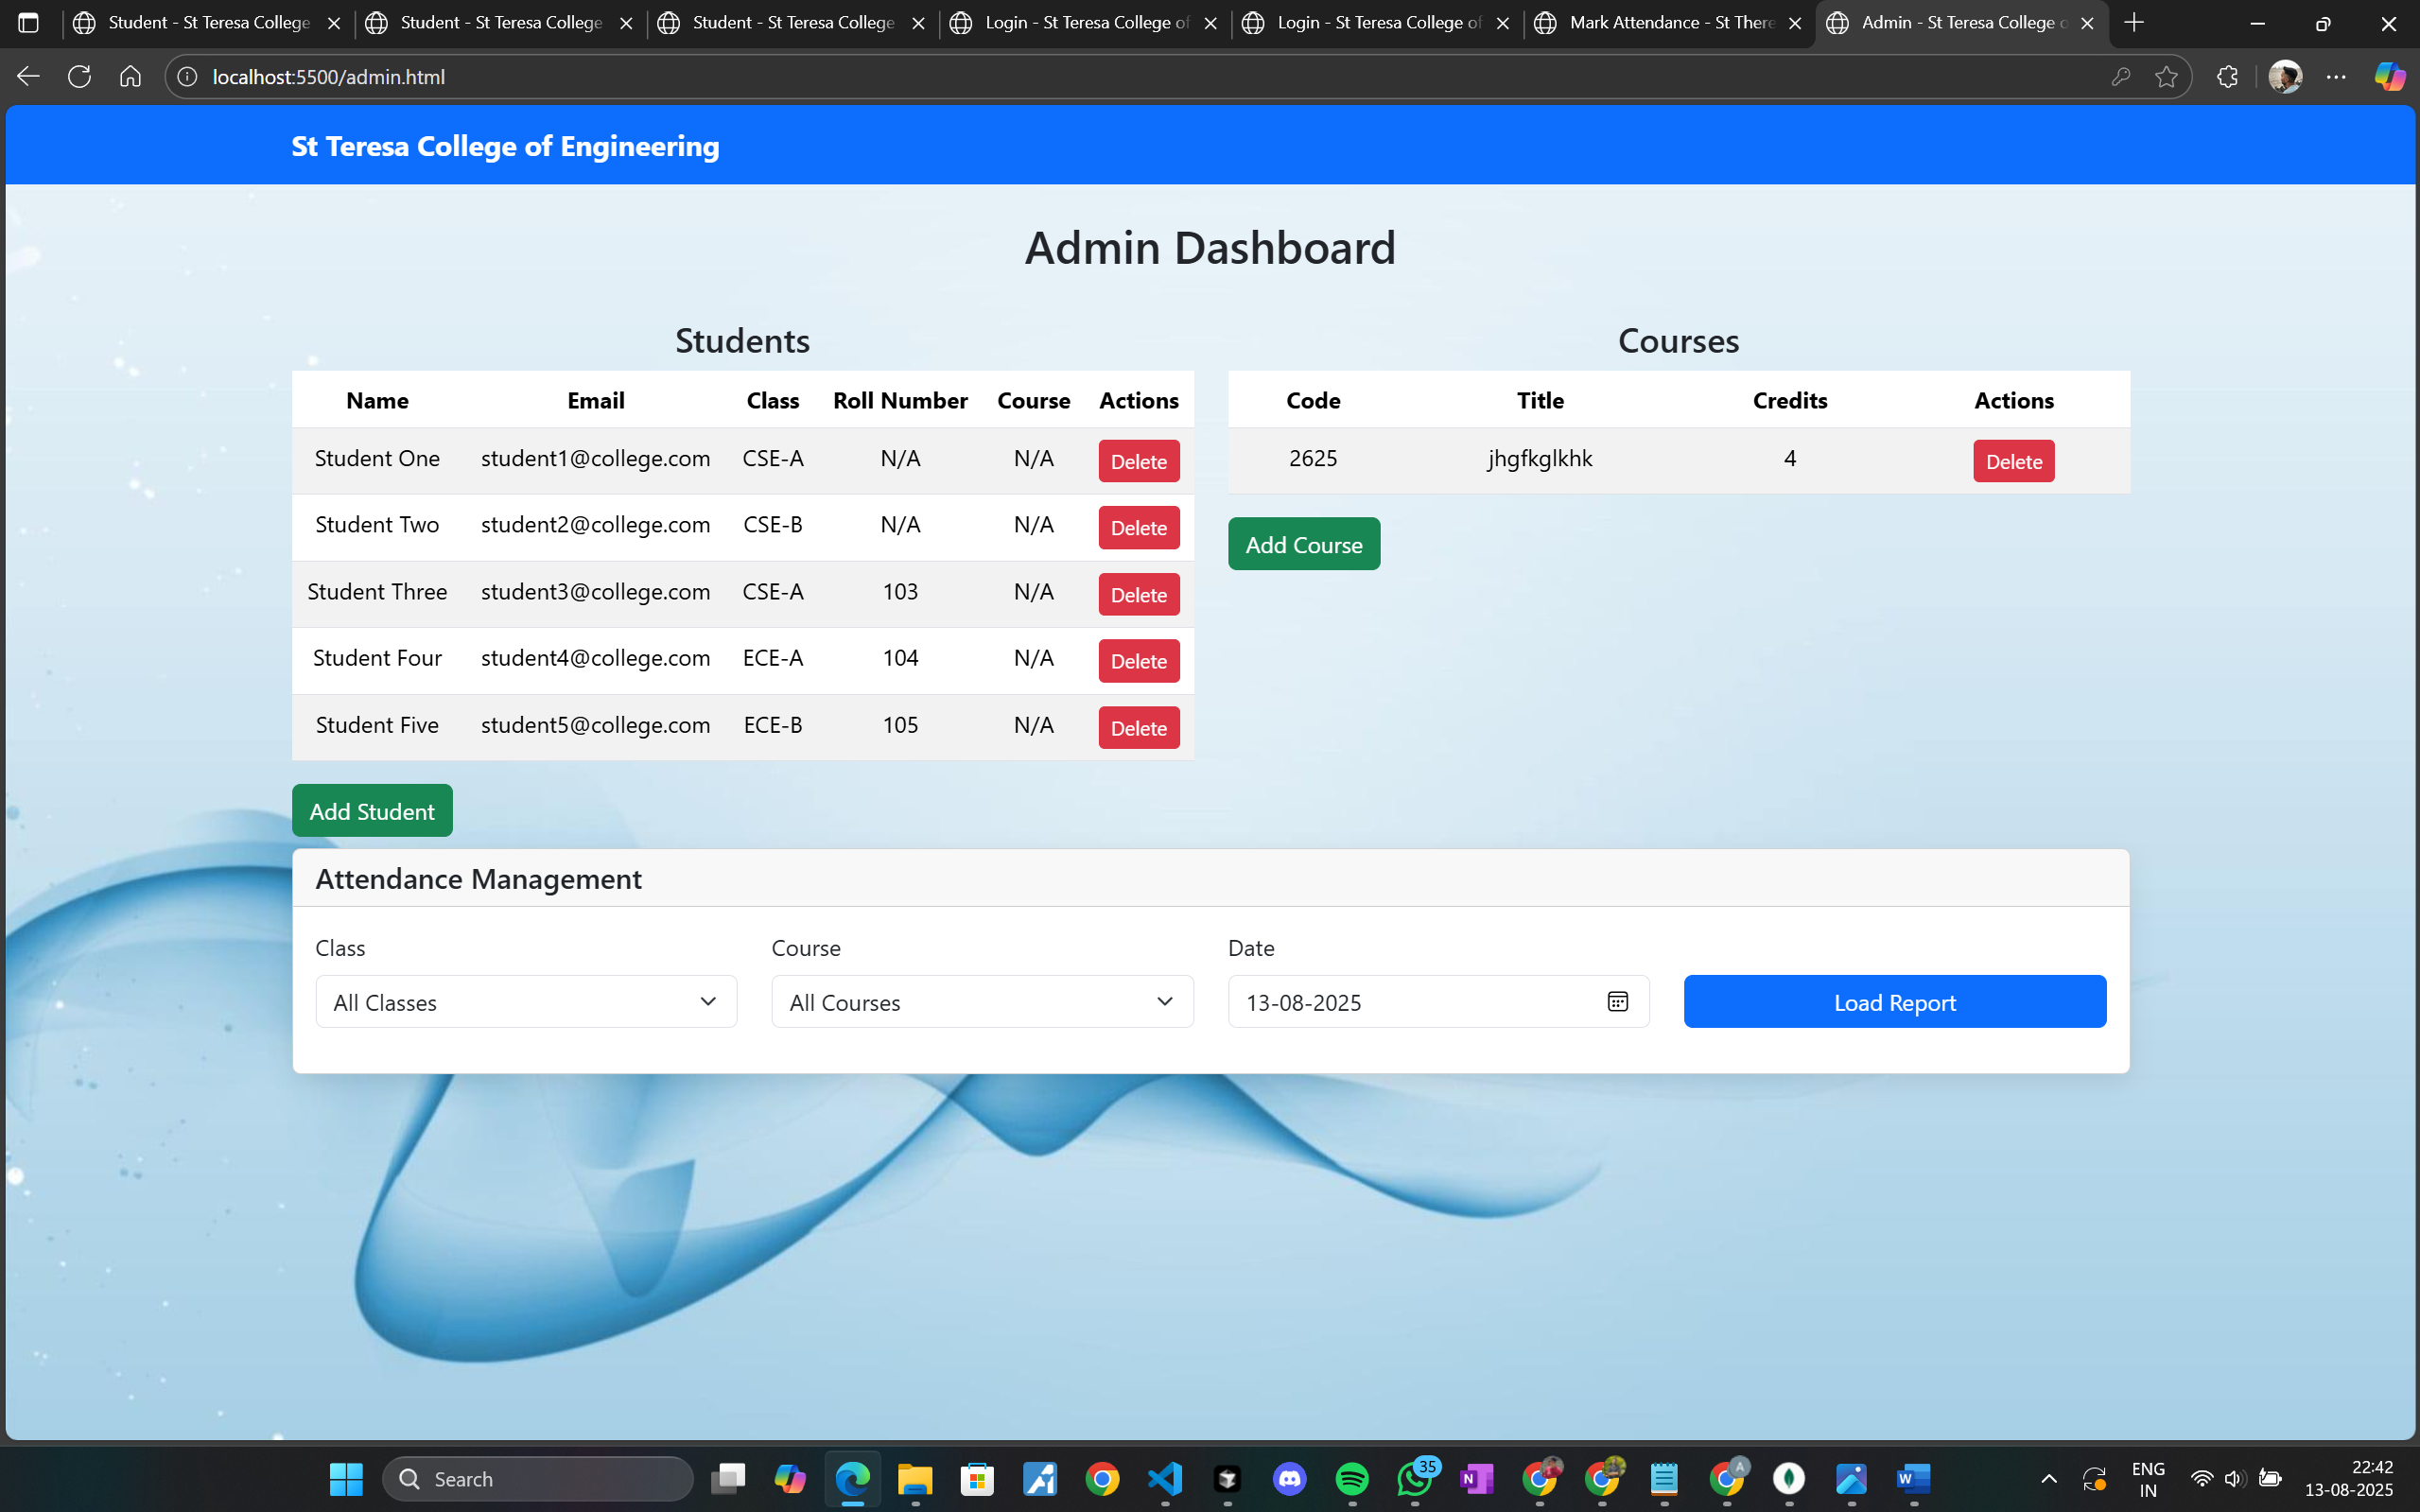 Student - St Teresa College
Student - St Teresa College
Student - St Teresa College
Login - St Teresa College of
Login - St Teresa College of
Mark Attendance - St There
Admin - St Teresa College o
localhost:5500/admin.html
St Teresa College of Engineering
Admin Dashboard
Students
Name Email Class Roll Number Course Actions
Student One student1@college.com CSE-A N/A N/A Delete
Student Two student2@college.com CSE-B N/A N/A Delete
Student Three student3@college.com CSE-A 103 N/A Delete
Student Four student4@college.com ECE-A 104 N/A Delete
Student Five student5@college.com ECE-B 105 N/A Delete
Add Student
Courses
Code Title Credits Actions
2625 jhgfkglkhk 4 Delete
Add Course
Attendance Management
Class Course Date
All Classes All Courses 13-08-2025 Load Report
Search
35
A
ENG
IN
22:42
13-08-2025